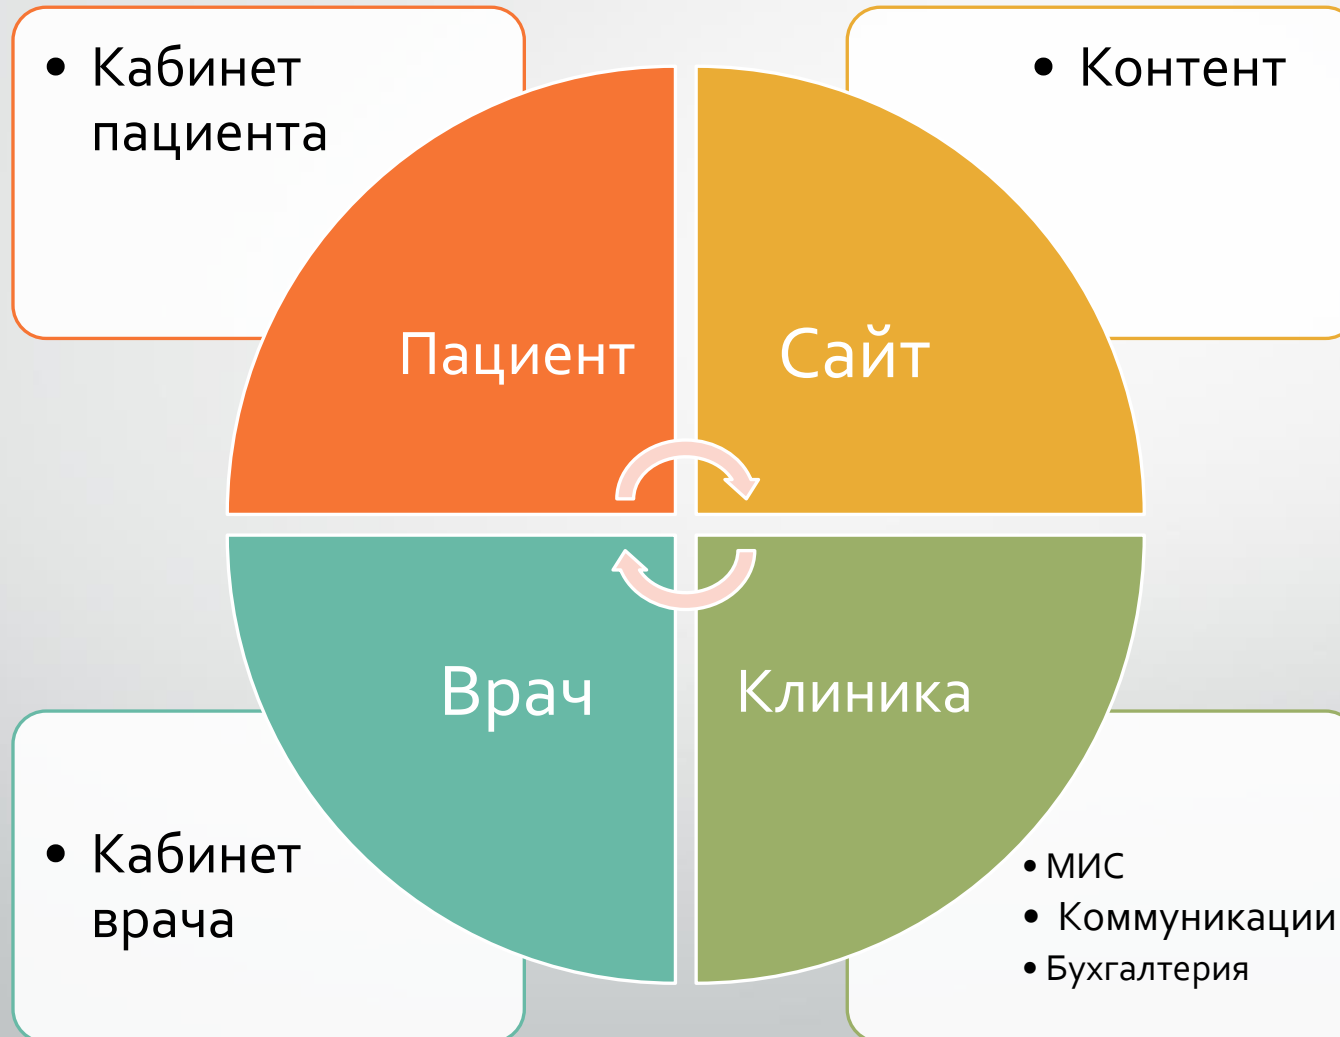 • Кабинет
пациента
• Контент
Пациент
Сайт
Врач
Клиника
• Кабинет
врача
• МИС
• Коммуникации
• Бухгалтерия